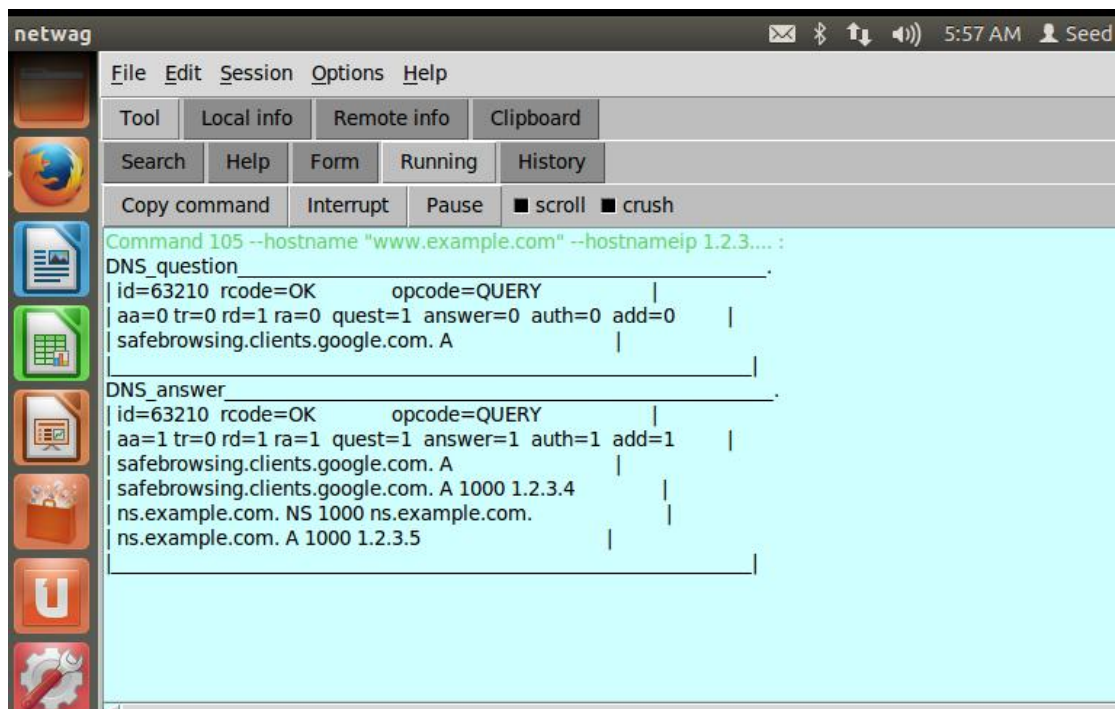 netwag 5:57 AM Seed
File Edit Session Options Help
Tool Local info Remote info Clipboard
Search Help Form Running History
Copy command Interrupt Pause scroll crush
Command 105 --hostname "www.example.com" --hostnameip 1.2.3.... :
DNS_question_______________________________________________.
| id=63210 rcode=OK opcode=QUERY |
| aa=0 tr=0 rd=1 ra=0 quest=1 answer=0 auth=0 add=0 |
| safebrowsing.clients.google.com. A |
|_________________________________________________________|
DNS_answer_________________________________________________.
| id=63210 rcode=OK opcode=QUERY |
| aa=1 tr=0 rd=1 ra=1 quest=1 answer=1 auth=1 add=1 |
| safebrowsing.clients.google.com. A |
| safebrowsing.clients.google.com. A 1000 1.2.3.4 |
| ns.example.com. NS 1000 ns.example.com. |
| ns.example.com. A 1000 1.2.3.5 |
|_________________________________________________________|